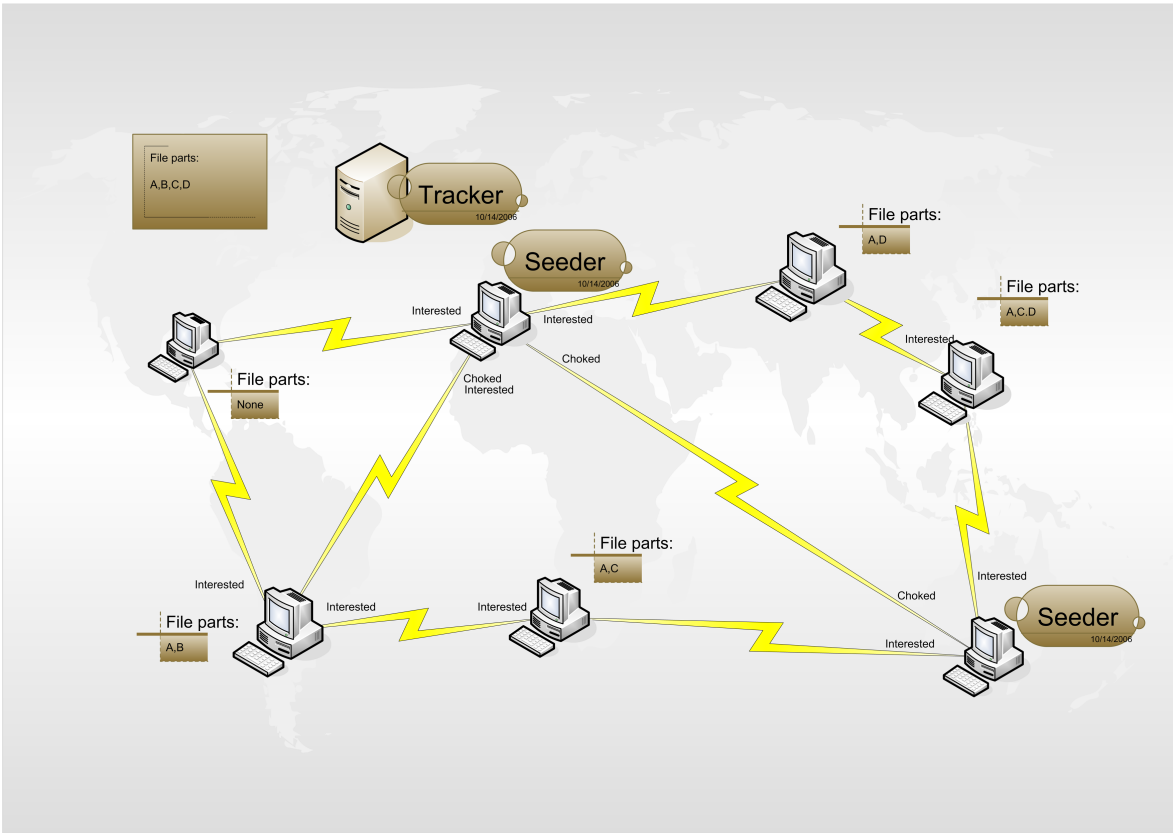 File parts:
A,B,C,D
Tracker
10/14/2006
Seeder
10/14/2006
File parts:
A,D
File parts:
A,C.D
Interested
Interested
Interested
Choked
Choked
Interested
File parts:
None
File parts:
A,C
Interested
Interested
Interested
Interested
Choked
Interested
File parts:
A,B
Seeder
10/14/2006